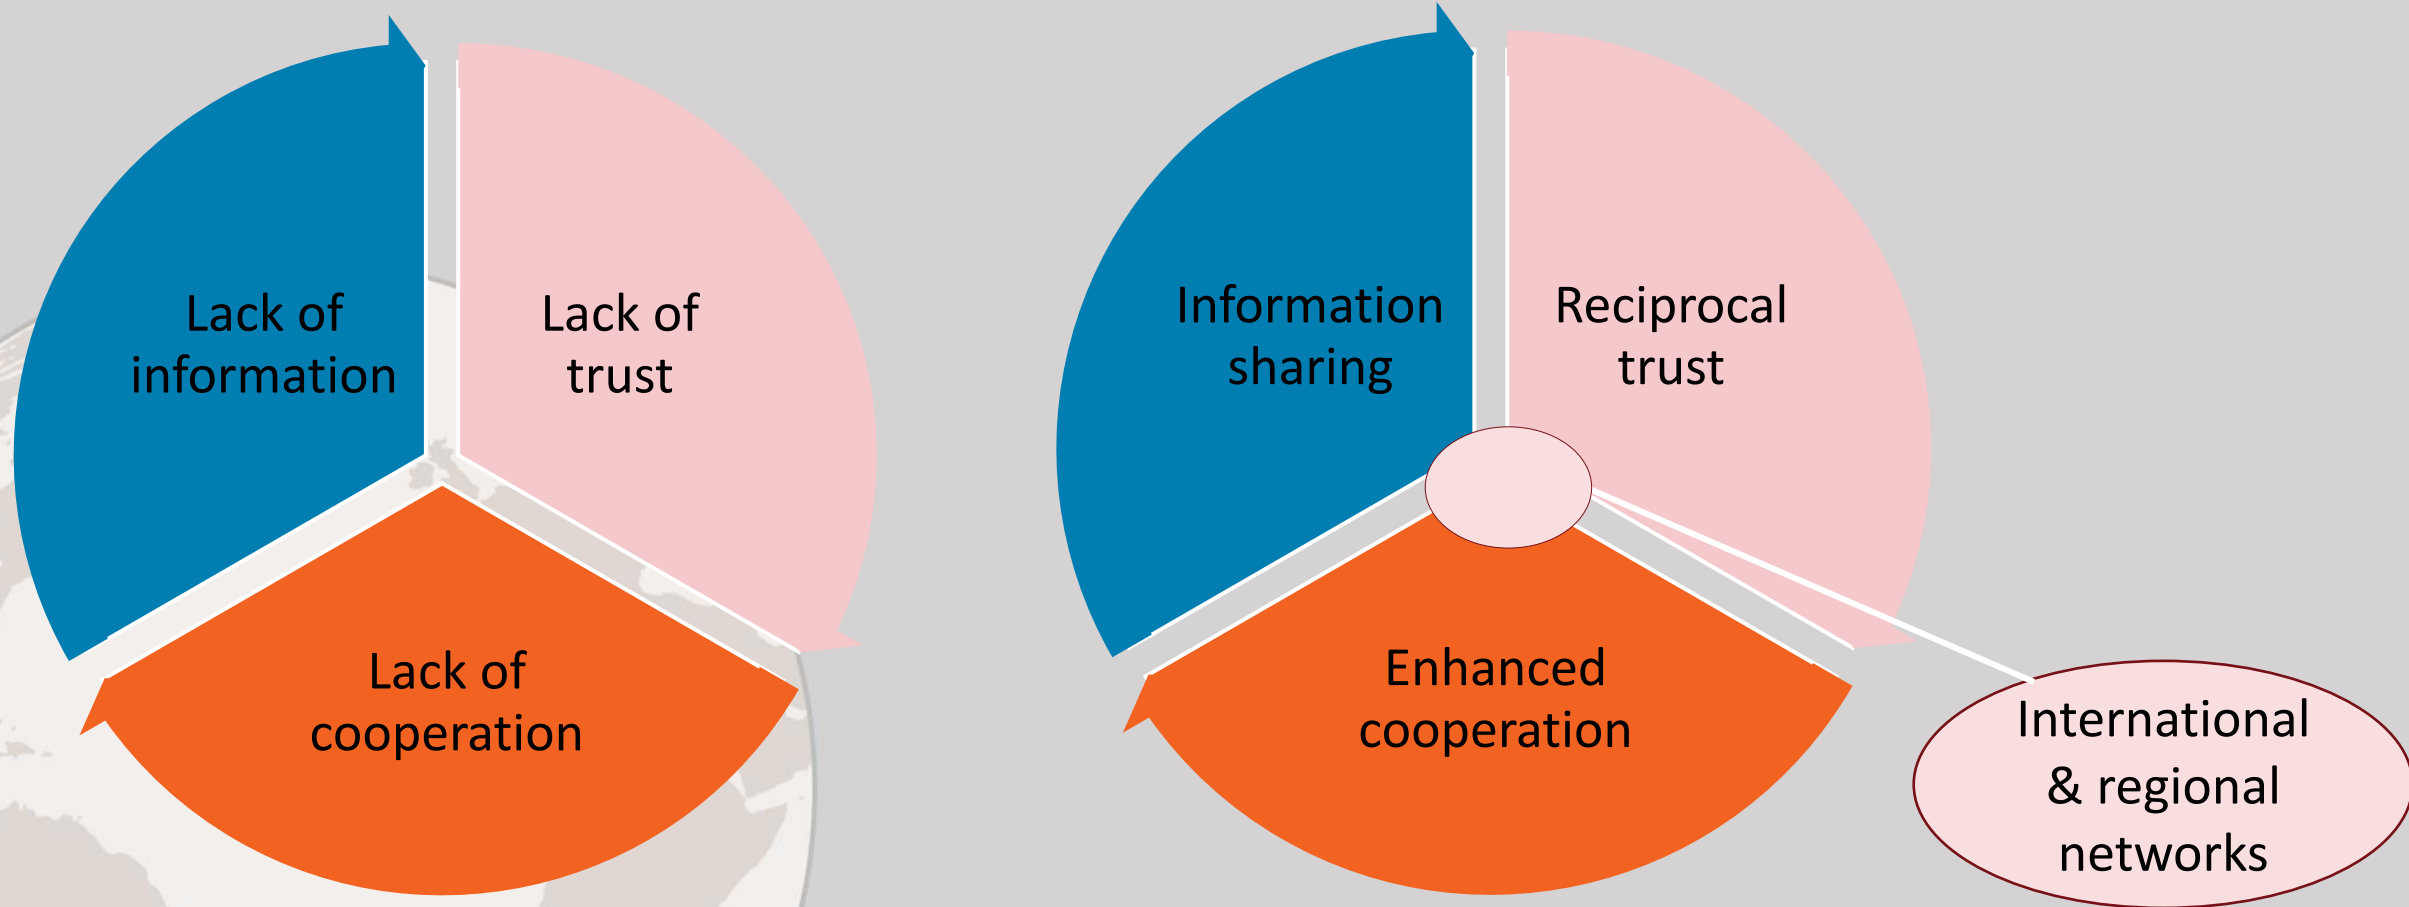 Lack of
information
Lack of
trust
Lack of
cooperation
Information
sharing
Reciprocal
trust
Enhanced
cooperation
International
& regional
networks